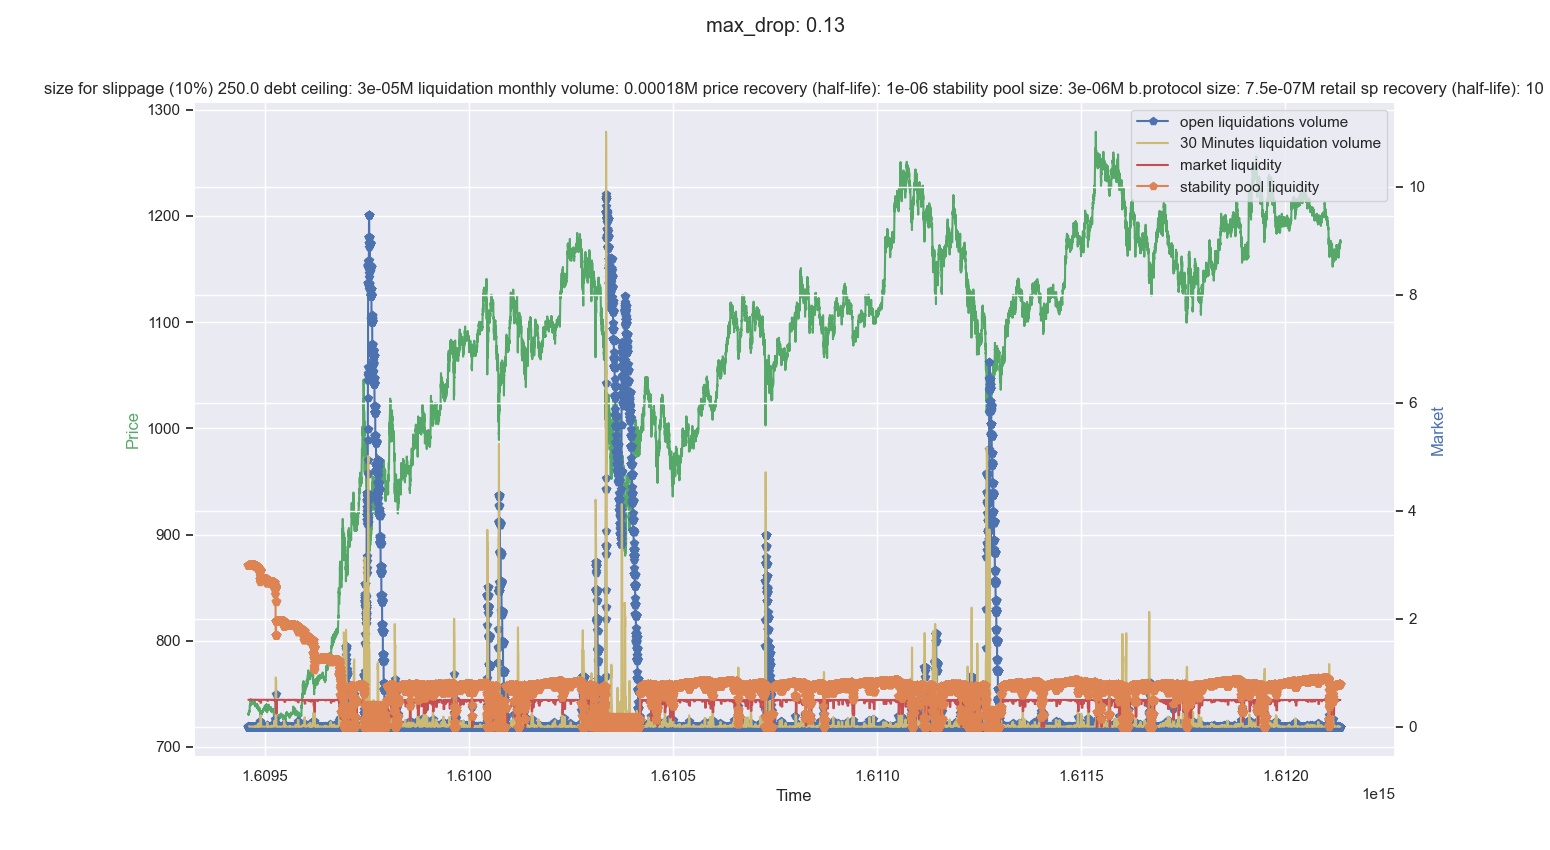 max_drop: 0.13
size for slippage (10%) 250.0 debt ceiling: 3e-05M liquidation monthly volume: 0.00018M price recovery (half-life): 1e-06 stability pool size: 3e-06M b.protocol size: 7.5e-07M retail sp recovery (half-life): 10
open liquidations volume
30 Minutes liquidation volume
market liquidity
stability pool liquidity
1300
1200
1100
1000
900
800
700
Price
10
8
6
4
2
0
Market
1.6095 1.6100 1.6105 1.6110 1.6115 1.6120
1e15
Time